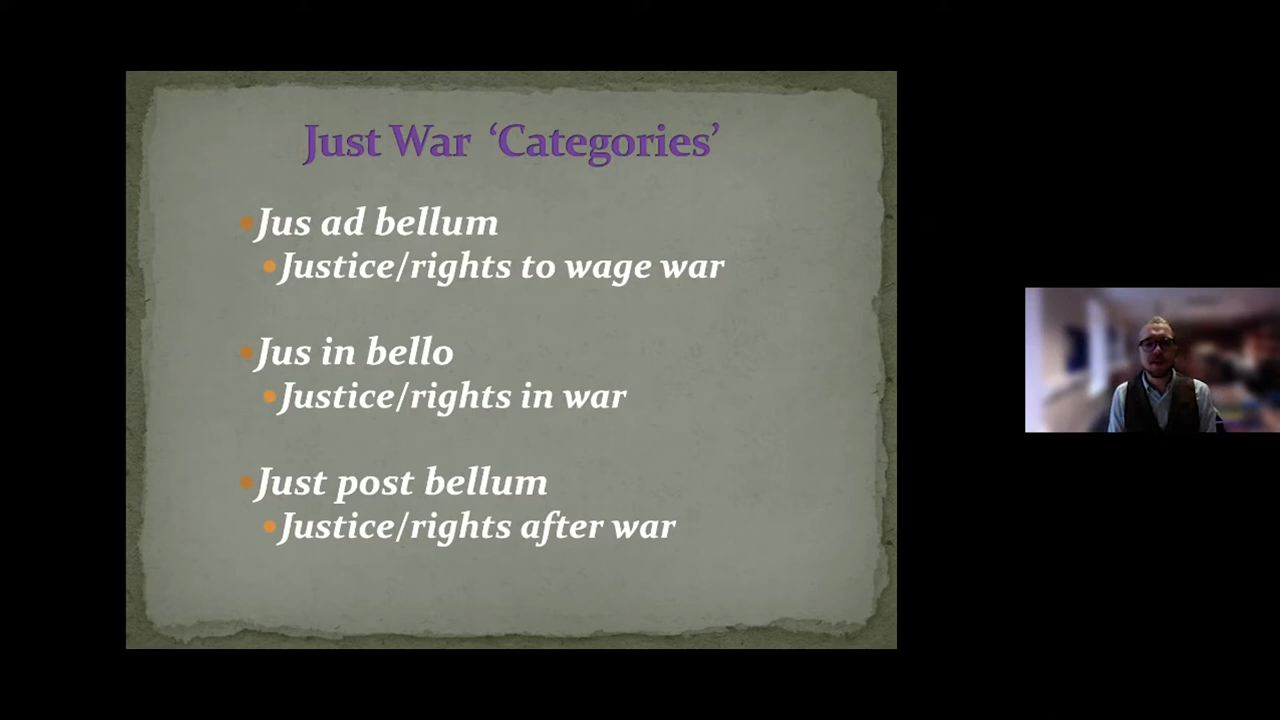 Just War ‘Categories’
Jus ad bellum
Justice/rights to wage war
Jus in bello
Justice/rights in war
Just post bellum
Justice/rights after war